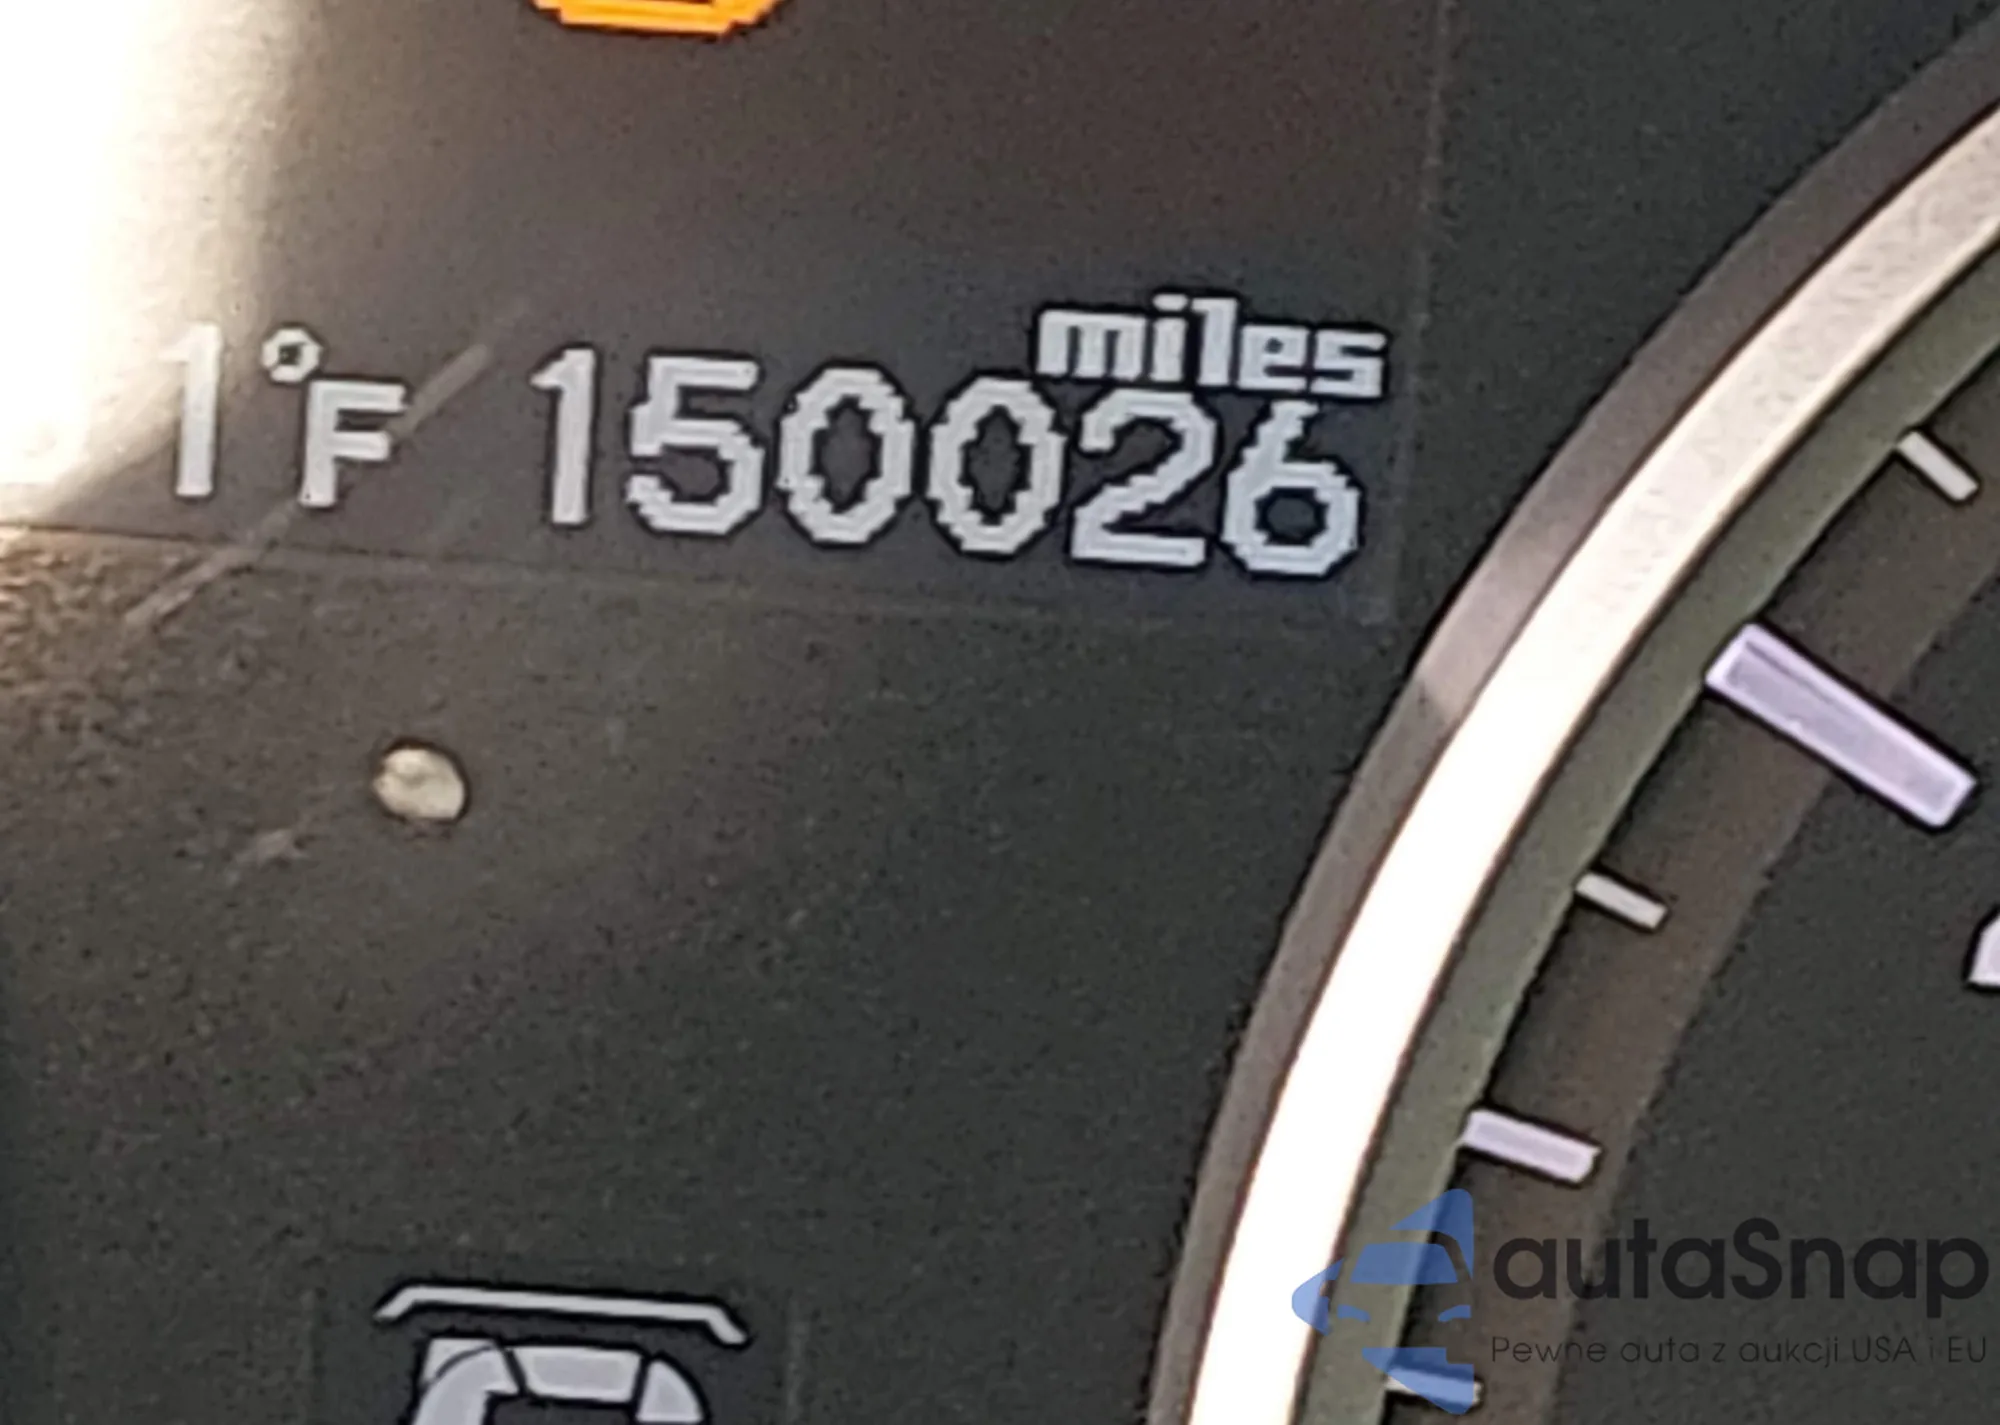 miles
1°F 150026
autaSnap
Pewne auta z aukcji USA i EU